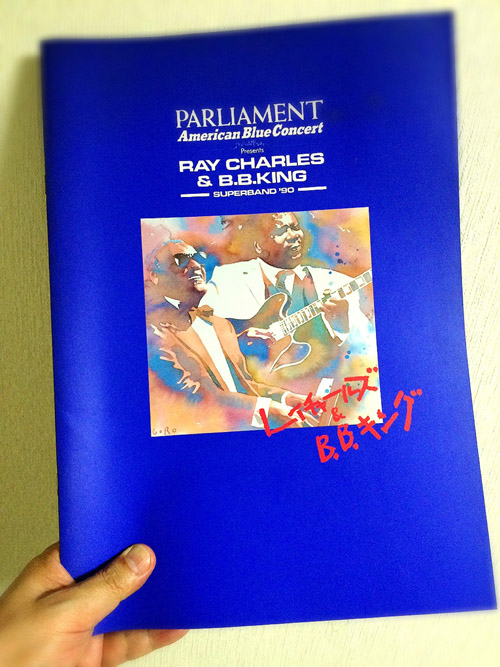 PARLIAMENT
American Blue Concert
Presents
RAY CHARLES
& B.B.KING
SUPERBAND '90
レイチャールズ
&
B.B.キング
GORO